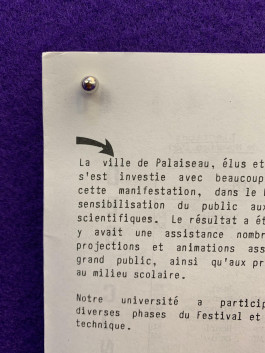 La ville de Palaiseau, élus et
s'est investie avec beaucoup
cette manifestation, dans le
sensibilisation du public aux
scientifiques. Le résultat a ét
y avait une assistance nombr
projections et animations ass
grand public, ainsi qu'aux pr
au milieu scolaire.
Notre université a particip
diverses phases du Festival et
technique.